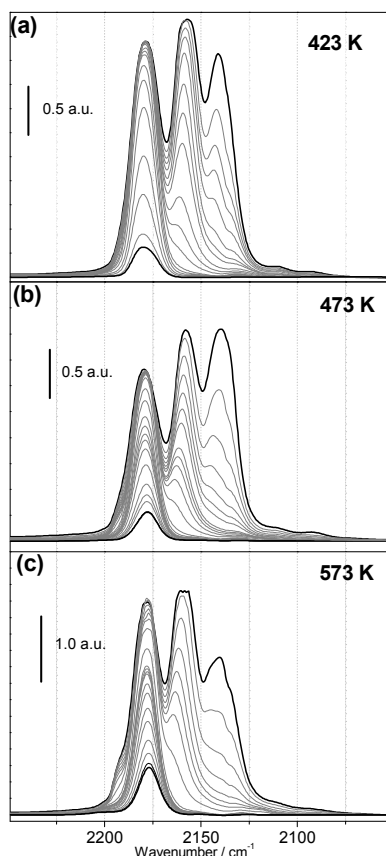 (a)
423 K
0.5 a.u.
(b)
473 K
0.5 a.u.
(c)
573 K
1.0 a.u.
2200 2150 2100
Wavenumber / cm-1